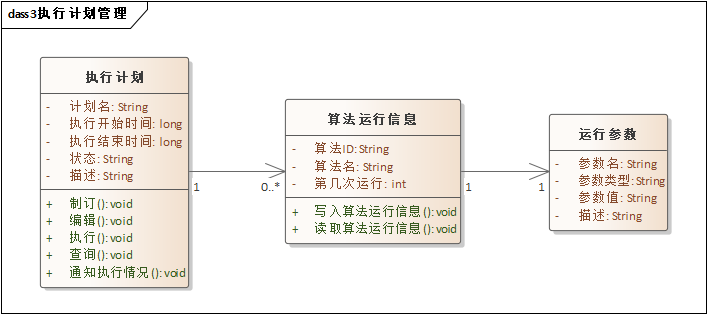 dass3执行计划管理
执行计划
- 计划名: String
- 执行开始时间: long
- 执行结束时间: long
- 状态: String
- 描述: String
+ 制订(): void
+ 编辑(): void
+ 执行(): void
+ 查询(): void
+ 通知执行情况(): void
1
0..*
算法运行信息
- 算法ID: String
- 算法名: String
- 第几次运行: int
+ 写入算法运行信息(): void
+ 读取算法运行信息(): void
1
1
运行参数
- 参数名: String
- 参数类型: String
- 参数值: String
- 描述: String